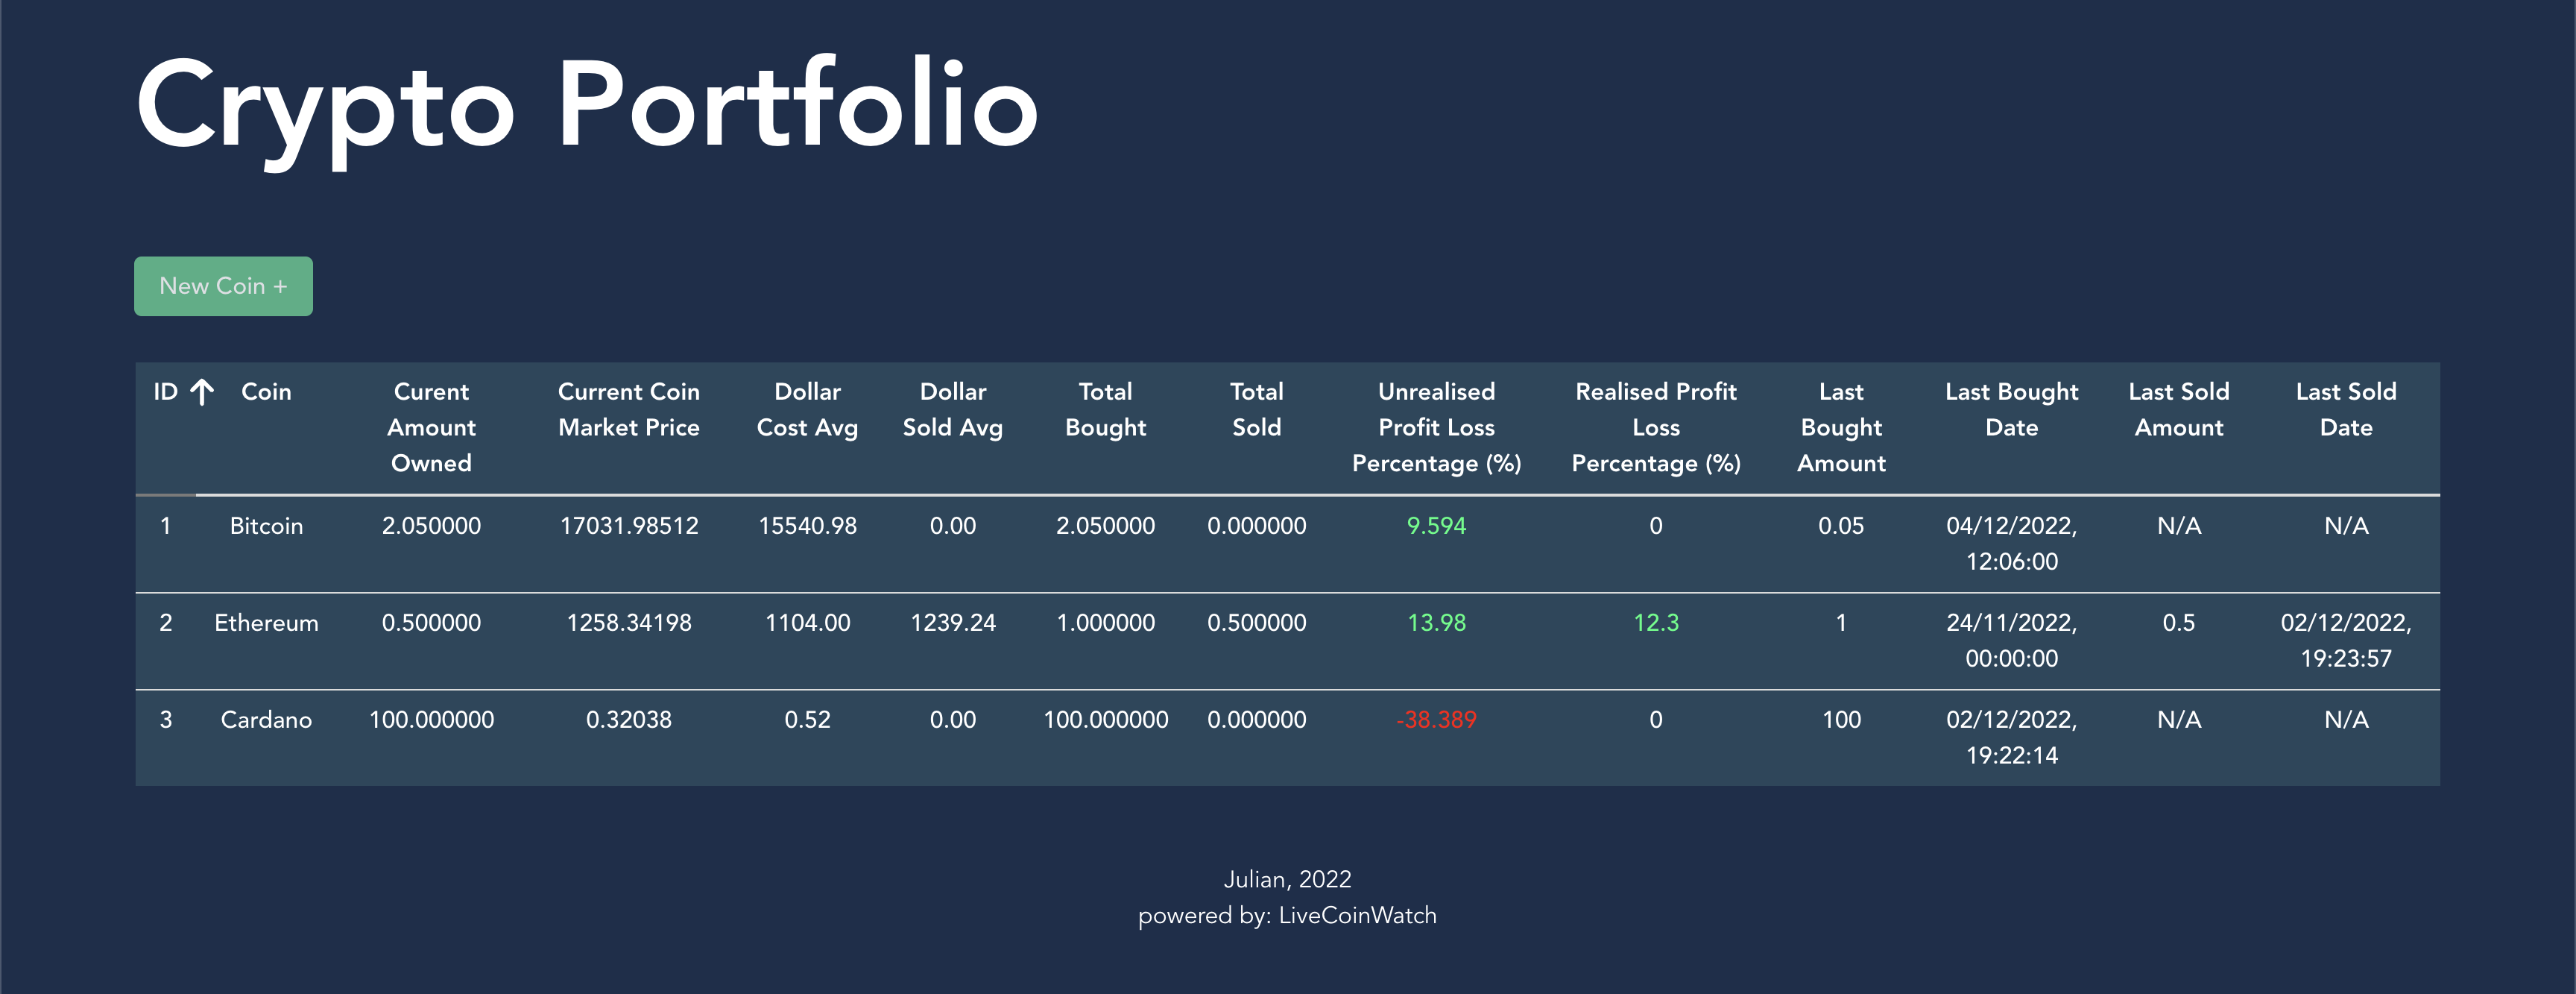 Crypto Portfolio
New Coin +
ID ↑ Coin Curent Current Coin Dollar Dollar Total Total Unrealised Realised Profit Last Last Bought Last Sold Last Sold
Amount Market Price Cost Avg Sold Avg Bought Sold Profit Loss Loss Bought Date Amount Date
Owned Percentage (%) Percentage (%) Amount
1 Bitcoin 2.050000 17031.98512 15540.98 0.00 2.050000 0.000000 9.594 0 0.05 04/12/2022, N/A N/A
12:06:00
2 Ethereum 0.500000 1258.34198 1104.00 1239.24 1.000000 0.500000 13.98 12.3 1 24/11/2022, 0.5 02/12/2022,
00:00:00 19:23:57
3 Cardano 100.000000 0.32038 0.52 0.00 100.000000 0.000000 -38.389 0 100 02/12/2022, N/A N/A
19:22:14
Julian, 2022
powered by: LiveCoinWatch